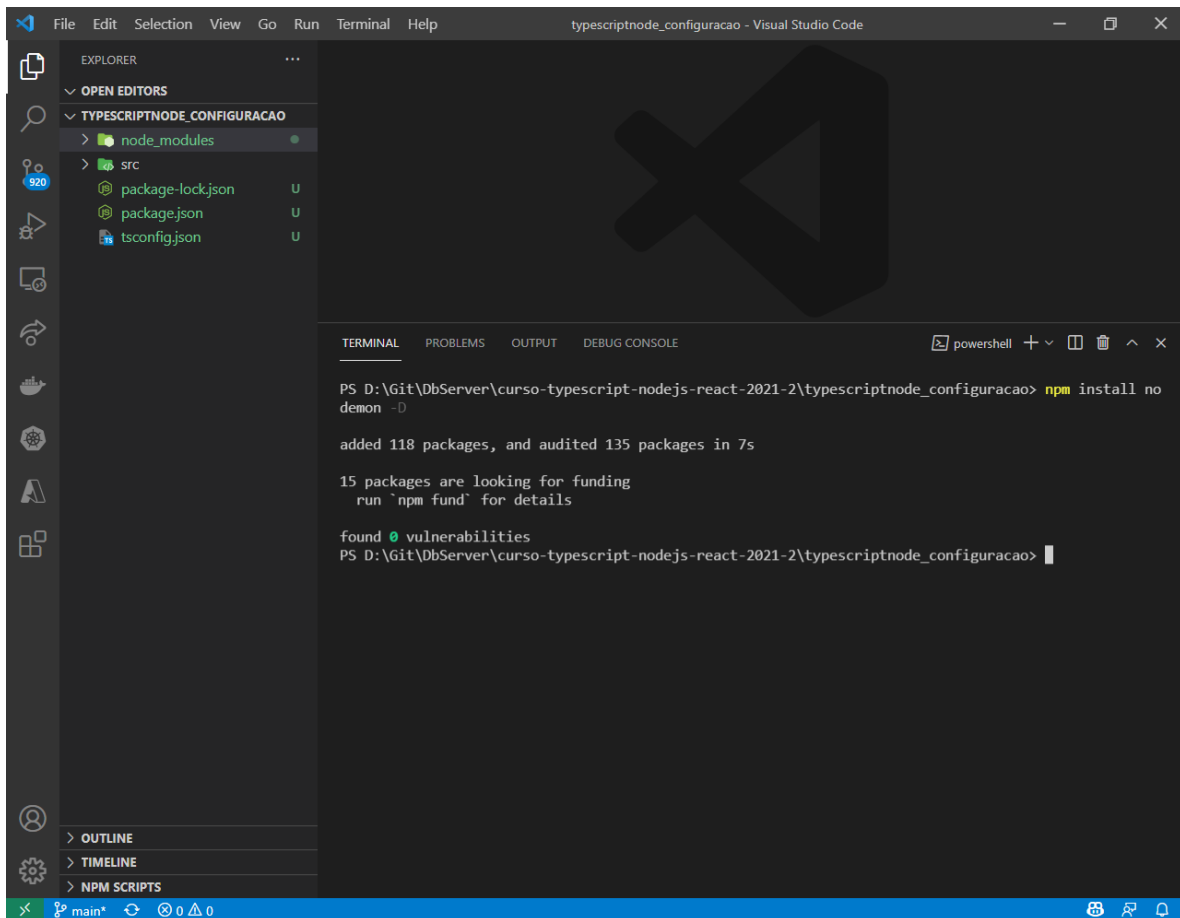 File Edit Selection View Go Run Terminal Help
typescriptnode_configuracao - Visual Studio Code
EXPLORER
OPEN EDITORS
TYPESCRIPTNODE_CONFIGURACAO
node_modules
src
package-lock.json U
package.json U
tsconfig.json U
920
TERMINAL PROBLEMS OUTPUT DEBUG CONSOLE
powershell
PS D:\Git\DbServer\curso-typescript-nodejs-react-2021-2\typescriptnode_configuracao> npm install no
demon -D
added 118 packages, and audited 135 packages in 7s
15 packages are looking for funding
run `npm fund` for details
found 0 vulnerabilities
PS D:\Git\DbServer\curso-typescript-nodejs-react-2021-2\typescriptnode_configuracao>
OUTLINE
TIMELINE
NPM SCRIPTS
main* 0 0